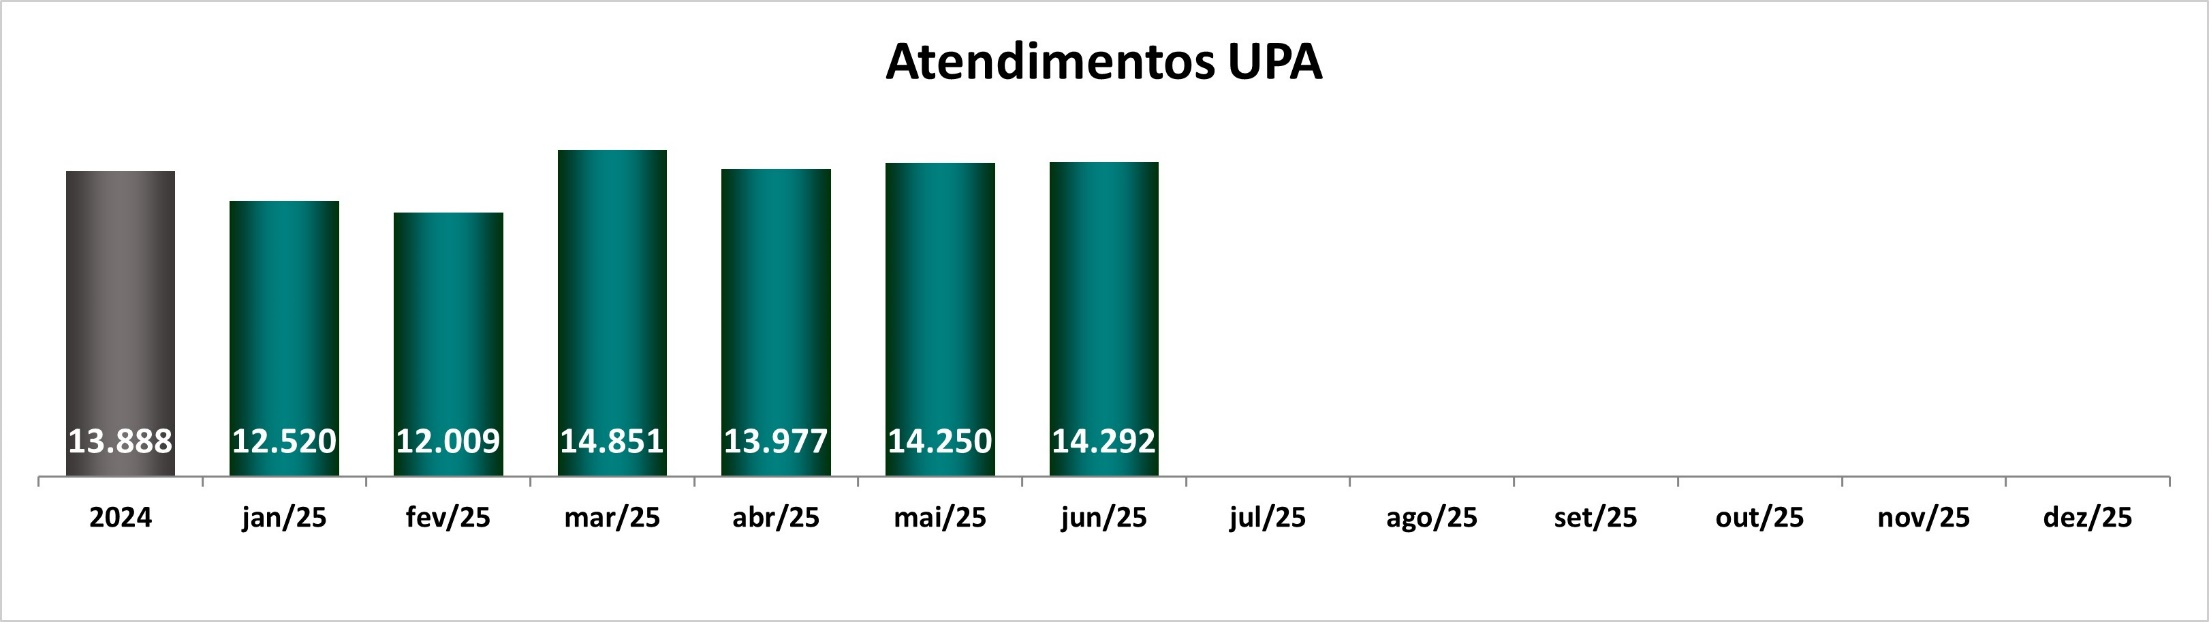 Atendimentos UPA
13.888 12.520 12.009 14.851 13.977 14.250 14.292
2024 jan/25 fev/25 mar/25 abr/25 mai/25 jun/25 jul/25 ago/25 set/25 out/25 nov/25 dez/25